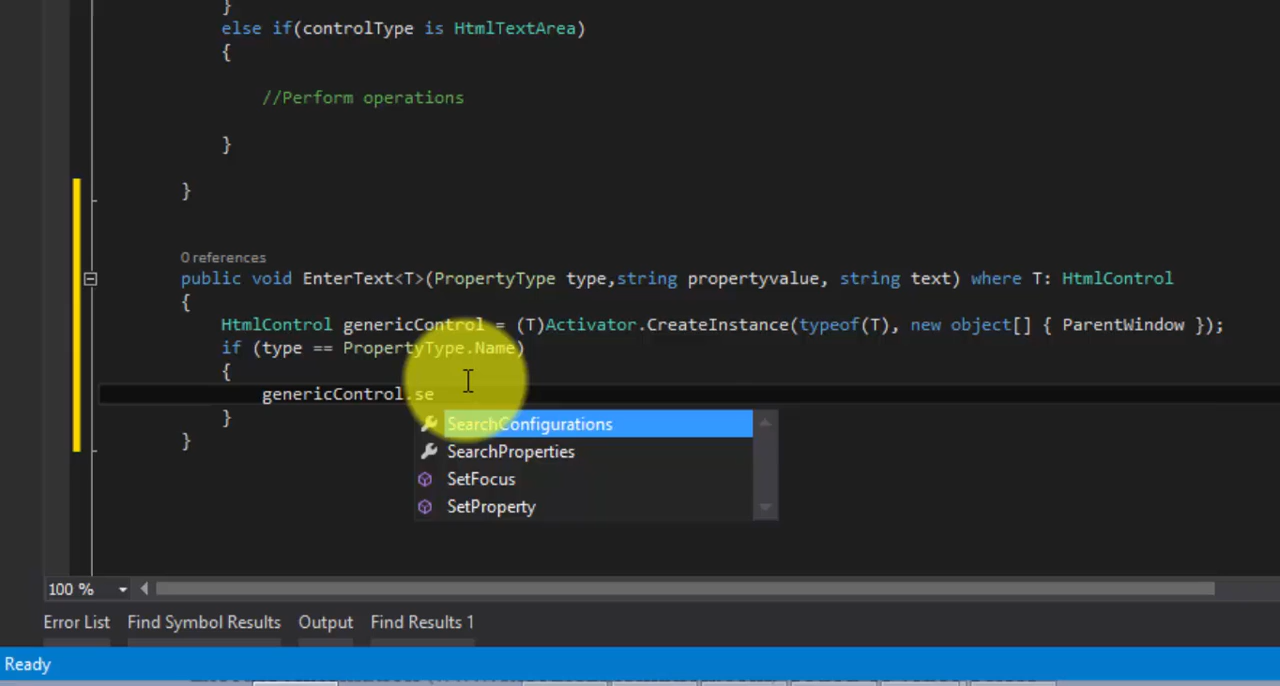 }
else if(controlType is HtmlTextArea)
{
//Perform operations
}
}
0 references
public void EnterText<T>(PropertyType type,string propertyvalue, string text) where T: HtmlControl
{
HtmlControl genericControl = (T)Activator.CreateInstance(typeof(T), new object[] { ParentWindow });
if (type == PropertyType.Name)
{
genericControl.se
}
}
SearchConfigurations
SearchProperties
SetFocus
SetProperty
100 %
Error List Find Symbol Results Output Find Results 1
Ready